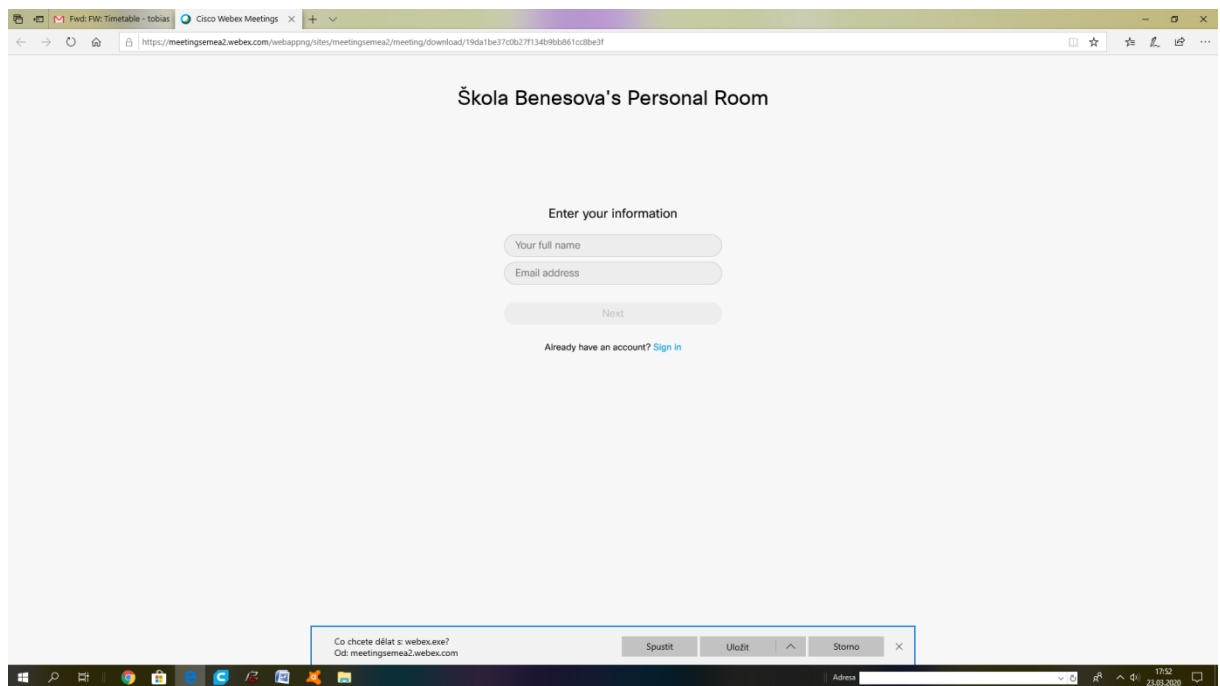 Fwd: FW: Timetable - tobias
Cisco Webex Meetings
https://meetingsemea2.webex.com/webappng/sites/meetingsemea2/meeting/download/19da1be37c0b27f134b9bb861cc8be3f
Škola Benesova's Personal Room
Enter your information
Your full name
Email address
Next
Already have an account? Sign in
Co chcete dělat s: webex.exe?
Od: meetingsemea2.webex.com
Spustit
Uložit
Storno
Adresa
17:52
23.03.2020